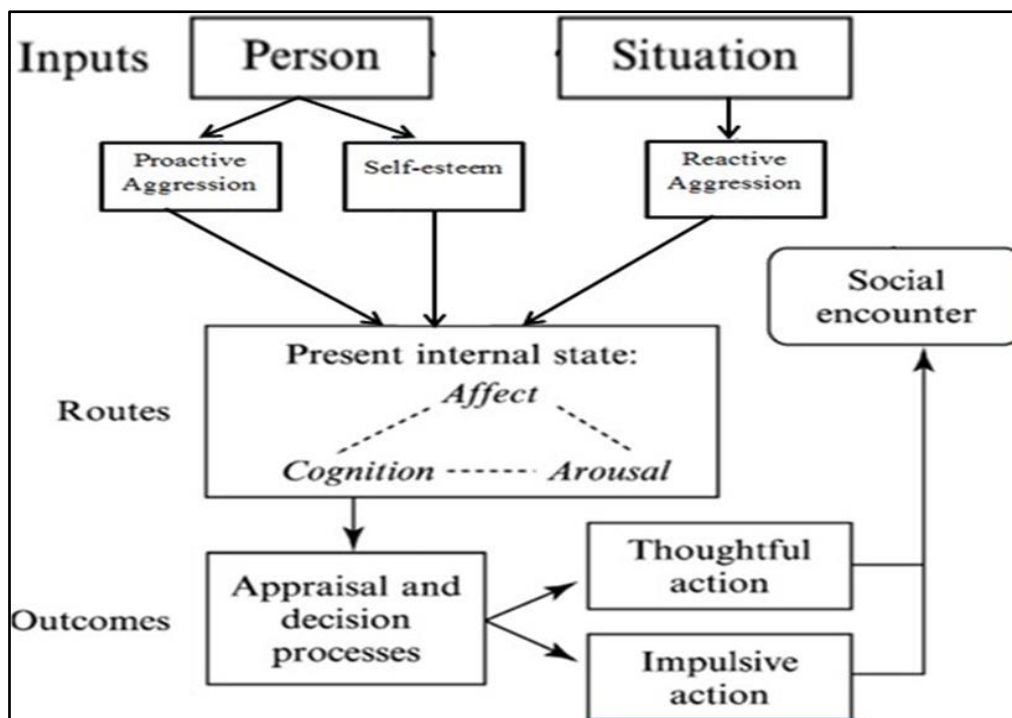 Inputs
Person
Situation
Proactive
Aggression
Self-esteem
Reactive
Aggression
Social
encounter
Present internal state:
Affect
Routes
Cognition
Arousal
Thoughtful
action
Appraisal and
decision
processes
Outcomes
Impulsive
action